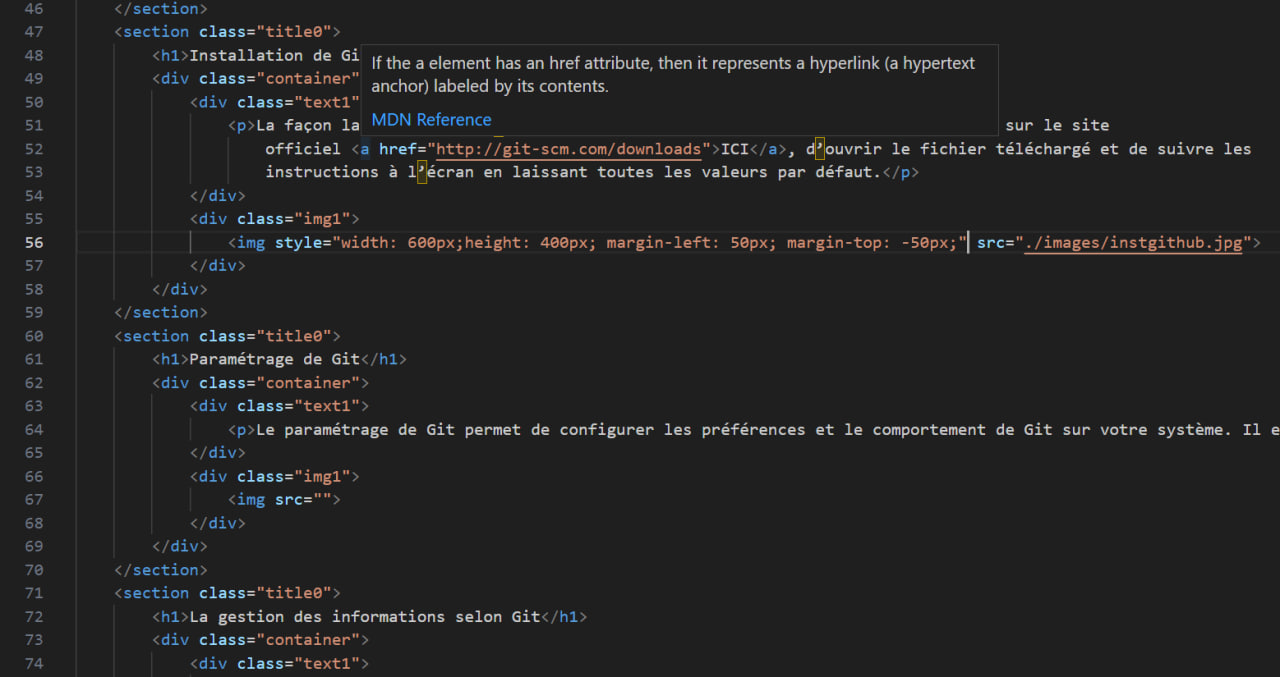 46 </section>
47 <section class="title0">
48 <h1>Installation de Gi
If the a element has an href attribute, then it represents a hyperlink (a hypertext
anchor) labeled by its contents.
MDN Reference
49 <div class="container"
50 <div class="text1"
51 <p>La façon la sur le site
52 officiel <a href="http://git-scm.com/downloads">ICI</a>, d’ouvrir le fichier téléchargé et de suivre les
53 instructions à l’écran en laissant toutes les valeurs par défaut.</p>
54 </div>
55 <div class="img1">
56 <img style="width: 600px;height: 400px; margin-left: 50px; margin-top: -50px;" src="./images/instgithub.jpg">
57 </div>
58 </div>
59 </section>
60 <section class="title0">
61 <h1>Paramétrage de Git</h1>
62 <div class="container">
63 <div class="text1">
64 <p>Le paramétrage de Git permet de configurer les préférences et le comportement de Git sur votre système. Il e
65 </div>
66 <div class="img1">
67 <img src="">
68 </div>
69 </div>
70 </section>
71 <section class="title0">
72 <h1>La gestion des informations selon Git</h1>
73 <div class="container">
74 <div class="text1">